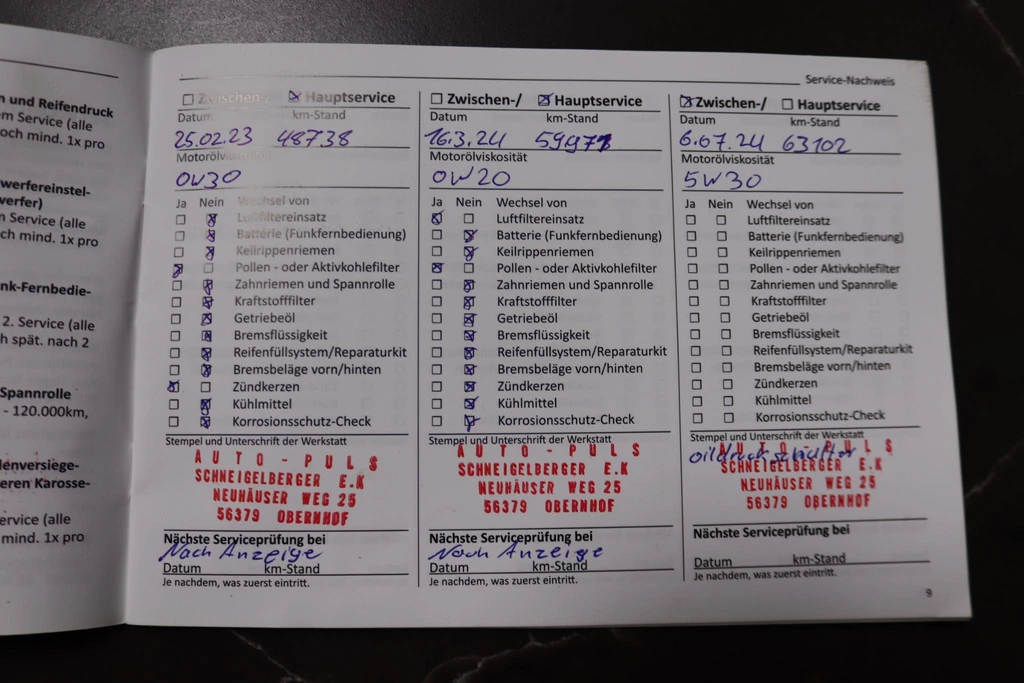 n und Reifendruck
m Service (alle
och mind. 1x pro
werfereinstel-
werfer)
n Service (alle
ch mind. 1x pro
nk-Fernbedie-
2. Service (alle
h spät. nach 2
Spannrolle
- 120.000km,
enversiege-
eren Karosse-
ervice (alle
mind. 1x pro
Service-Nachweis
☐ Zwischen-/ ☒ Hauptservice
Datum km-Stand
25.02.23 48738
Motorölviskosität
0W30
Ja Nein Wechsel von
☐ ☒ Luftfiltereinsatz
☐ ☒ Batterie (Funkfernbedienung)
☐ ☒ Keilrippenriemen
☒ ☐ Pollen - oder Aktivkohlefilter
☐ ☒ Zahnriemen und Spannrolle
☐ ☒ Kraftstofffilter
☐ ☒ Getriebeöl
☐ ☒ Bremsflüssigkeit
☐ ☒ Reifenfüllsystem/Reparaturkit
☐ ☒ Bremsbeläge vorn/hinten
☒ ☐ Zündkerzen
☐ ☒ Kühlmittel
☐ ☒ Korrosionsschutz-Check
Stempel und Unterschrift der Werkstatt
AUTO-PULS
SCHNEIGELBERGER E.K
NEUHÄUSER WEG 25
56379 OBERNHOF
Nächste Serviceprüfung bei
Nach Anzeige
Datum km-Stand
Je nachdem, was zuerst eintritt.
☐ Zwischen-/ ☒ Hauptservice
Datum km-Stand
16.3.24 59971
Motorölviskosität
0W20
Ja Nein Wechsel von
☒ ☐ Luftfiltereinsatz
☐ ☒ Batterie (Funkfernbedienung)
☐ ☒ Keilrippenriemen
☒ ☐ Pollen - oder Aktivkohlefilter
☐ ☒ Zahnriemen und Spannrolle
☐ ☒ Kraftstofffilter
☐ ☒ Getriebeöl
☐ ☒ Bremsflüssigkeit
☐ ☒ Reifenfüllsystem/Reparaturkit
☐ ☒ Bremsbeläge vorn/hinten
☐ ☒ Zündkerzen
☐ ☒ Kühlmittel
☐ ☒ Korrosionsschutz-Check
Stempel und Unterschrift der Werkstatt
AUTO-PULS
SCHNEIGELBERGER E.K
NEUHÄUSER WEG 25
56379 OBERNHOF
Nächste Serviceprüfung bei
Nach Anzeige
Datum km-Stand
Je nachdem, was zuerst eintritt.
☒ Zwischen-/ ☐ Hauptservice
Datum km-Stand
6.07.24 63102
Motorölviskosität
5W30
Ja Nein Wechsel von
☐ ☐ Luftfiltereinsatz
☐ ☐ Batterie (Funkfernbedienung)
☐ ☐ Keilrippenriemen
☐ ☐ Pollen - oder Aktivkohlefilter
☐ ☐ Zahnriemen und Spannrolle
☐ ☐ Kraftstofffilter
☐ ☐ Getriebeöl
☐ ☐ Bremsflüssigkeit
☐ ☐ Reifenfüllsystem/Reparaturkit
☐ ☐ Bremsbeläge vorn/hinten
☐ ☐ Zündkerzen
☐ ☐ Kühlmittel
☐ ☐ Korrosionsschutz-Check
Stempel und Unterschrift der Werkstatt
AUTO-PULS
SCHNEIGELBERGER E.K
NEUHÄUSER WEG 25
56379 OBERNHOF
Nächste Serviceprüfung bei
Datum km-Stand
Je nachdem, was zuerst eintritt.
9